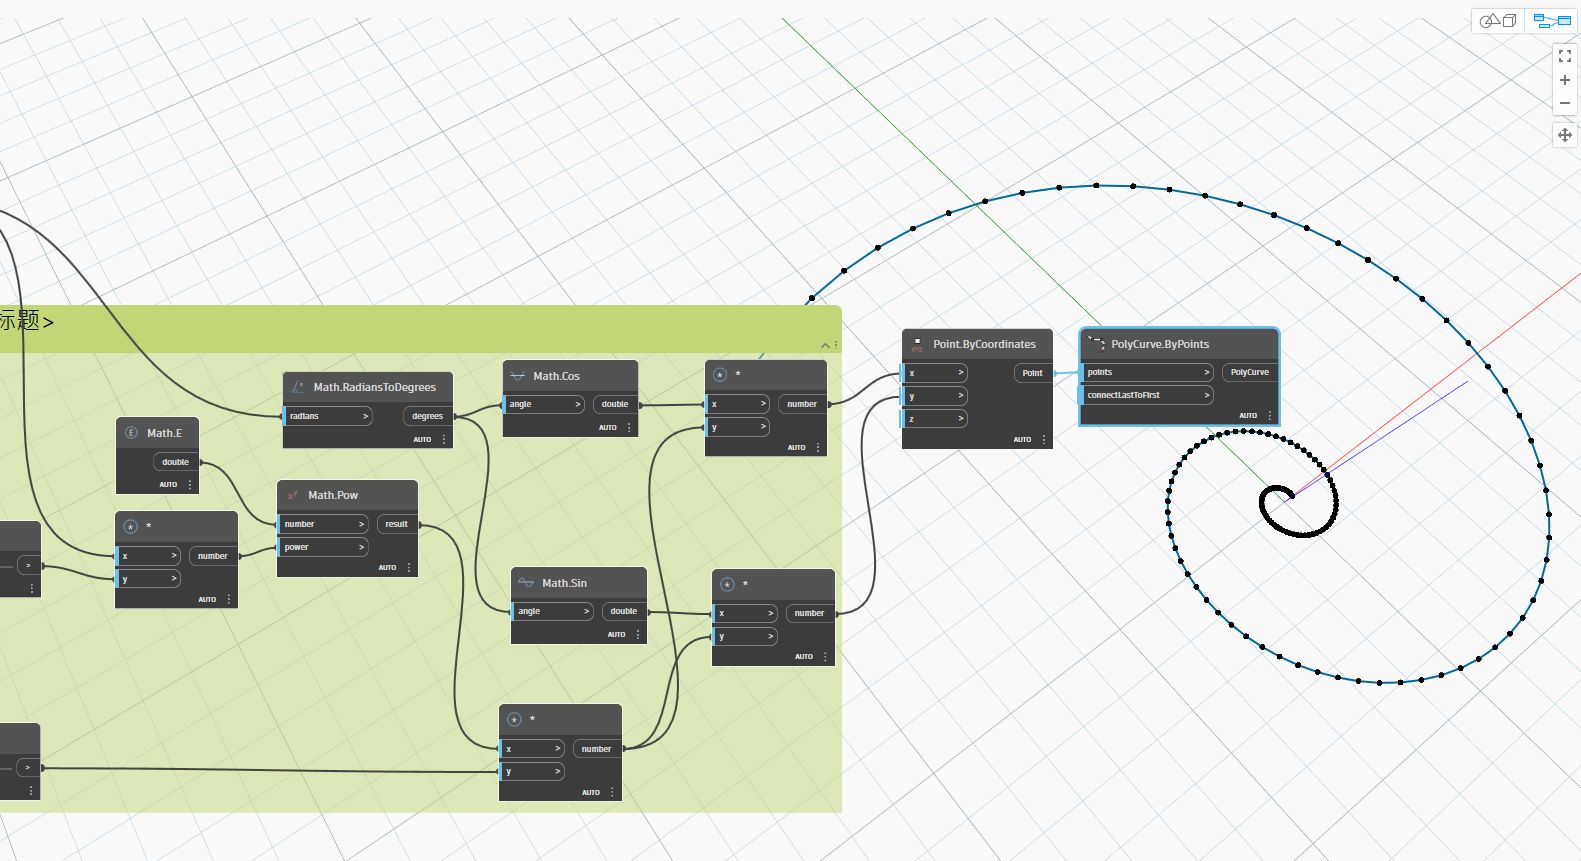 标题>
Math.RadiansToDegrees
radians >
degrees
AUTO
Math.E
double
AUTO
*
x >
y >
number
AUTO
>
Math.Pow
number >
power >
result
AUTO
Math.Cos
angle >
double
AUTO
Math.Sin
angle >
double
AUTO
*
x >
y >
number
AUTO
*
x >
y >
number
AUTO
>
*
x >
y >
number
AUTO
XYZ
Point.ByCoordinates
x >
y >
z >
Point
AUTO
PolyCurve.ByPoints
points >
connectLastToFirst >
PolyCurve
AUTO